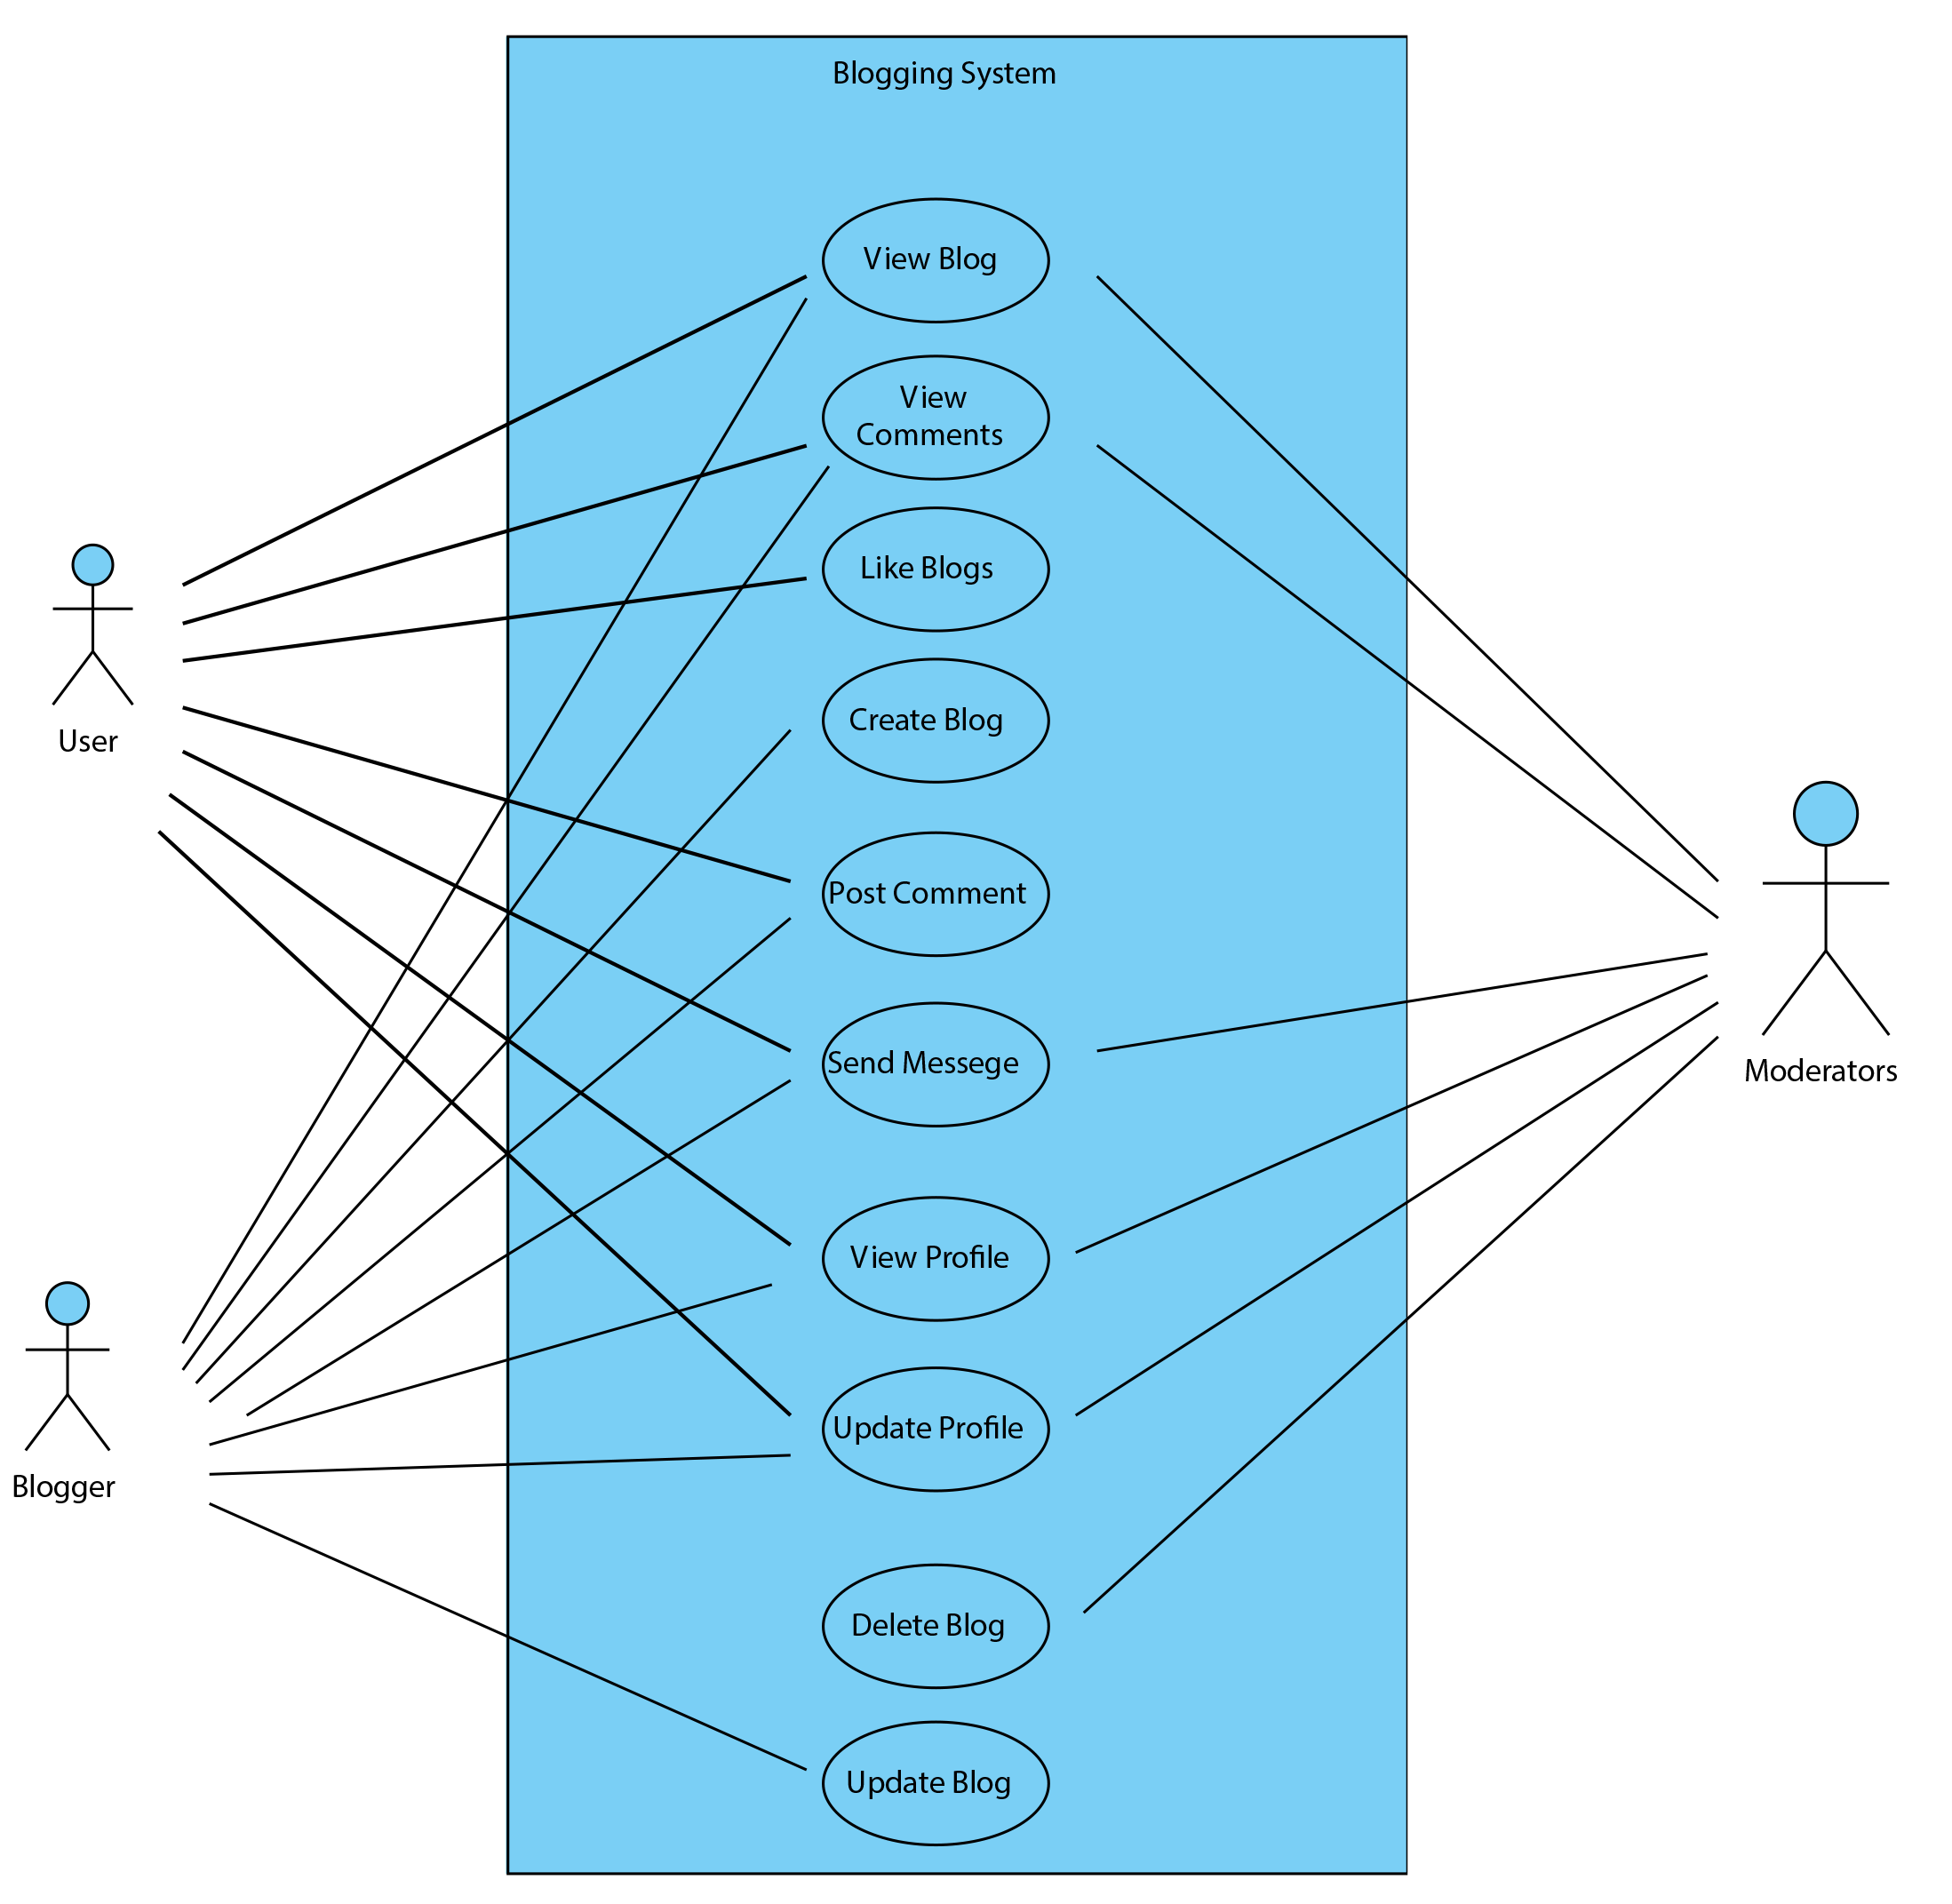 Blogging System
View Blog
View
Comments
Like Blogs
Create Blog
User
Post Comment
Send Messege
Moderators
View Profile
Update Profile
Blogger
Delete Blog
Update Blog